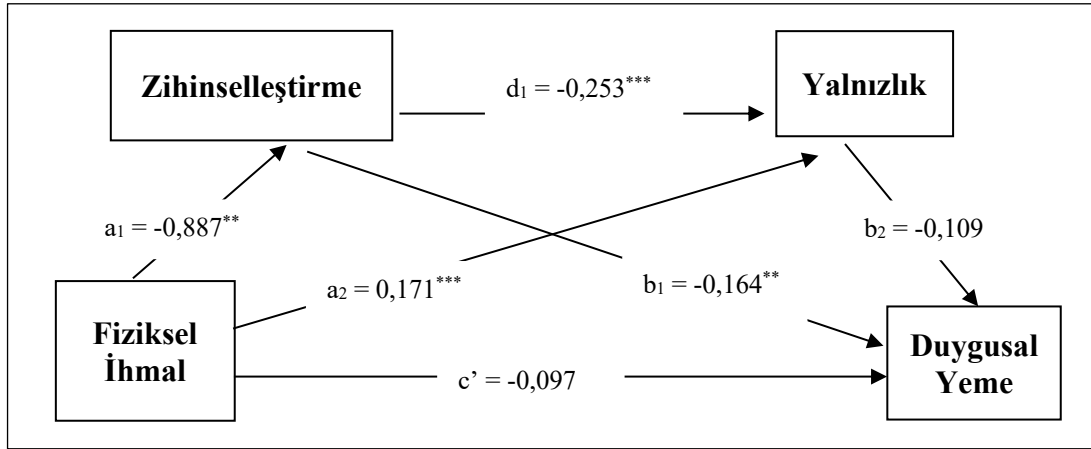 Zihinselleştirme
Yalnızlık
d₁ = -0,253***
a₁ = -0,887**
b₂ = -0,109
a₂ = 0,171***
b₁ = -0,164**
Fiziksel
İhmal
Duygusal
Yeme
c’ = -0,097